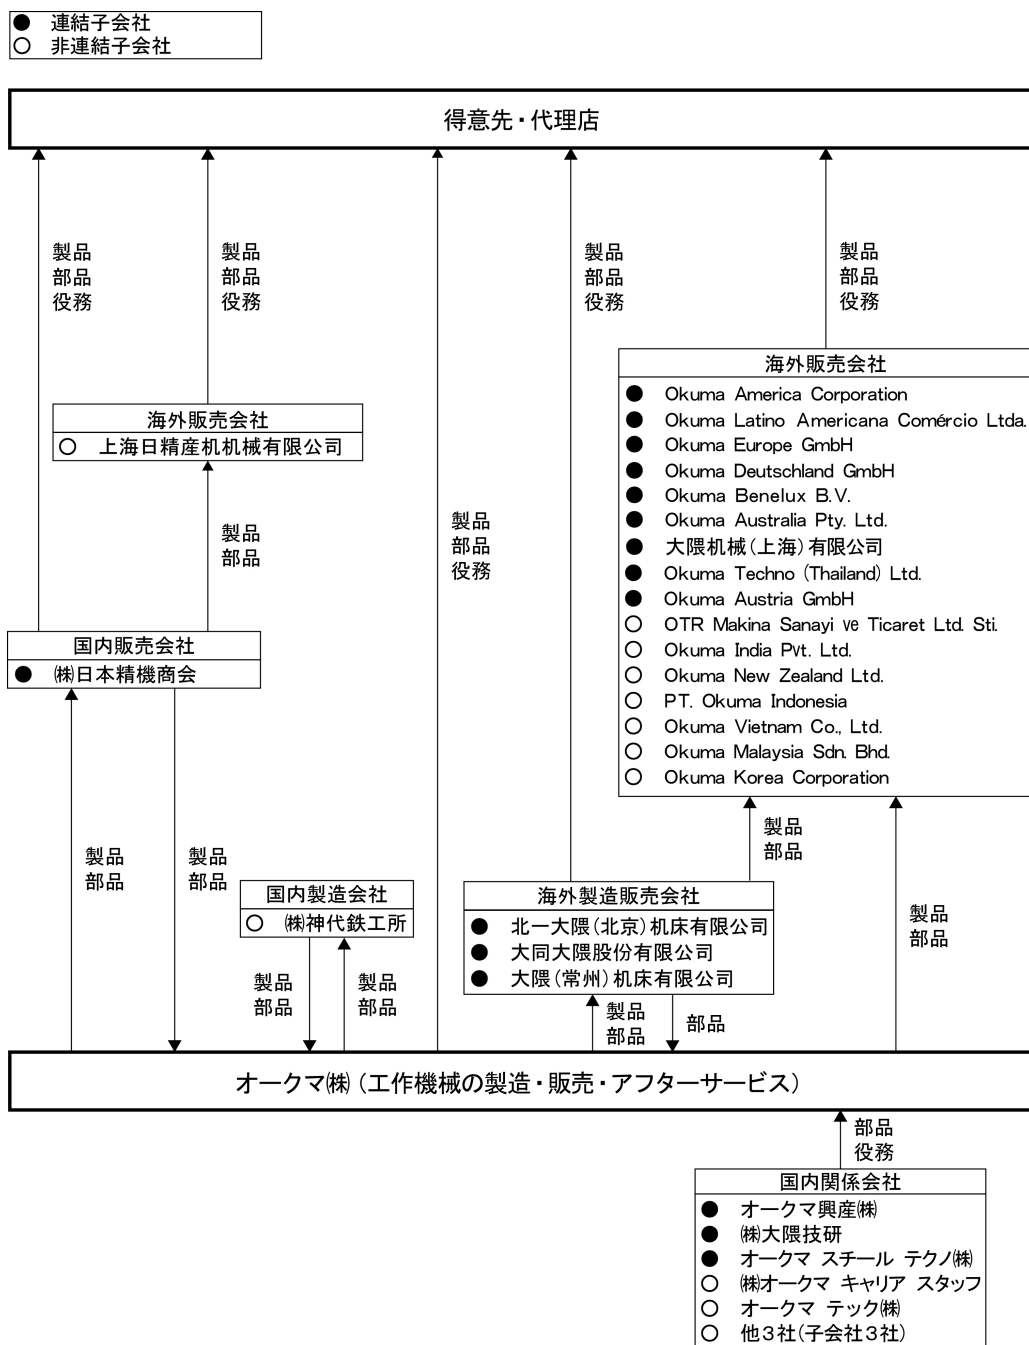 ● 連結子会社
○ 非連結子会社
得意先・代理店
製品
部品
役務
製品
部品
役務
製品
部品
役務
製品
部品
役務
海外販売会社
● Okuma America Corporation
● Okuma Latino Americana Comércio Ltda.
● Okuma Europe GmbH
● Okuma Deutschland GmbH
● Okuma Benelux B.V.
● Okuma Australia Pty. Ltd.
● 大隈机械(上海)有限公司
● Okuma Techno (Thailand) Ltd.
● Okuma Austria GmbH
○ OTR Makina Sanayi ve Ticaret Ltd. Sti.
○ Okuma India Pvt. Ltd.
○ Okuma New Zealand Ltd.
○ PT. Okuma Indonesia
○ Okuma Vietnam Co., Ltd.
○ Okuma Malaysia Sdn. Bhd.
○ Okuma Korea Corporation
海外販売会社
○ 上海日精産机机械有限公司
製品
部品
製品
部品
役務
国内販売会社
● ㈱日本精機商会
製品
部品
製品
部品
国内製造会社
○ ㈱神代鉄工所
製品
部品
製品
部品
製品
部品
海外製造販売会社
● 北一大隈(北京)机床有限公司
● 大同大隈股份有限公司
● 大隈(常州)机床有限公司
製品
部品
部品
製品
部品
オークマ㈱(工作機械の製造・販売・アフターサービス)
部品
役務
国内関係会社
● オークマ興産㈱
● ㈱大隈技研
● オークマ スチール テクノ㈱
○ ㈱オークマ キャリア スタッフ
○ オークマ テック㈱
○ 他3社(子会社3社)